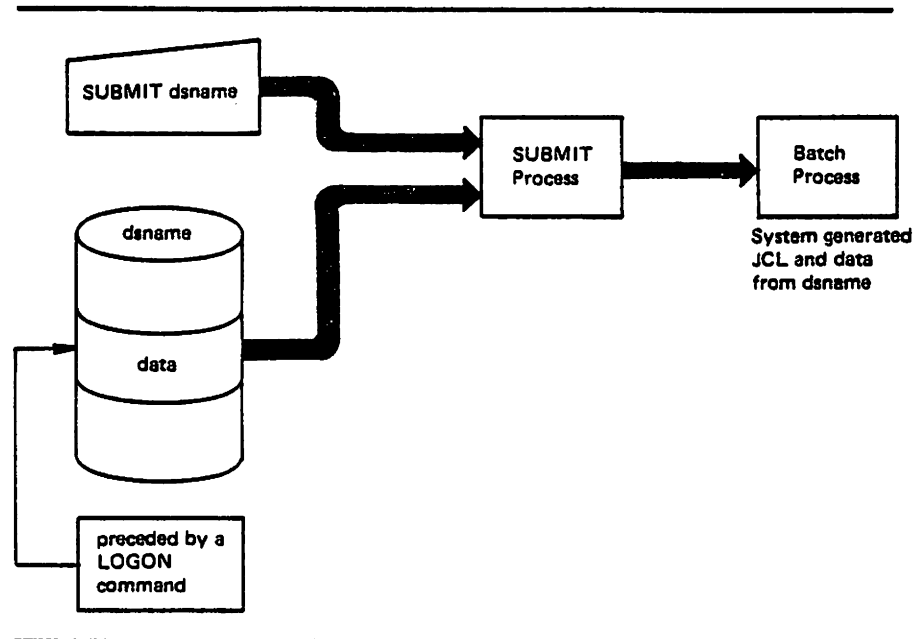 SUBMIT dsname
SUBMIT
Process
Batch
Process
System generated
JCL and data
from dsname
dsname
data
preceded by a
LOGON
command